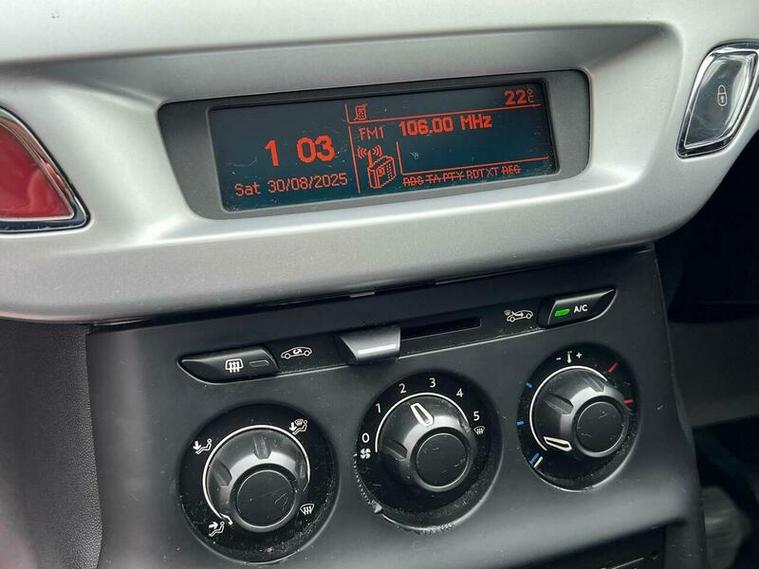 22°C
FM1 106.00 MHz
1 03
Sat 30/08/2025
ADG TA PTY RDTXT REG
A/C
- +
0 1 2 3 4 5